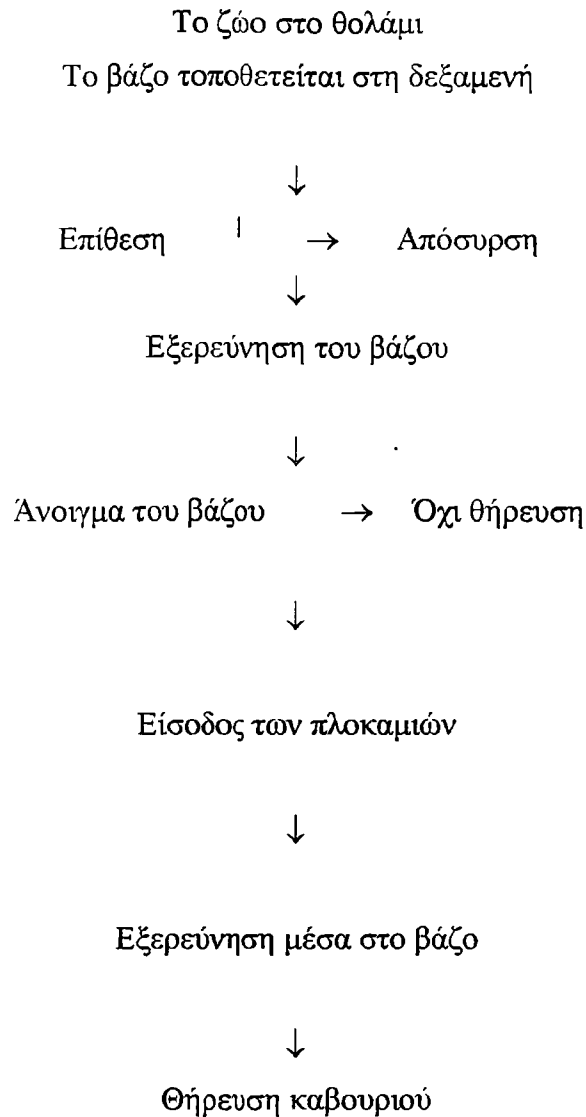 Το ζώο στο θολάμι
Το βάζο τοποθετείται στη δεξαμενή
↓
Επίθεση → Απόσυρση
↓
Εξερεύνηση του βάζου
↓
Άνοιγμα του βάζου → Όχι θήρευση
↓
Είσοδος των πλοκαμιών
↓
Εξερεύνηση μέσα στο βάζο
↓
Θήρευση καβουριού